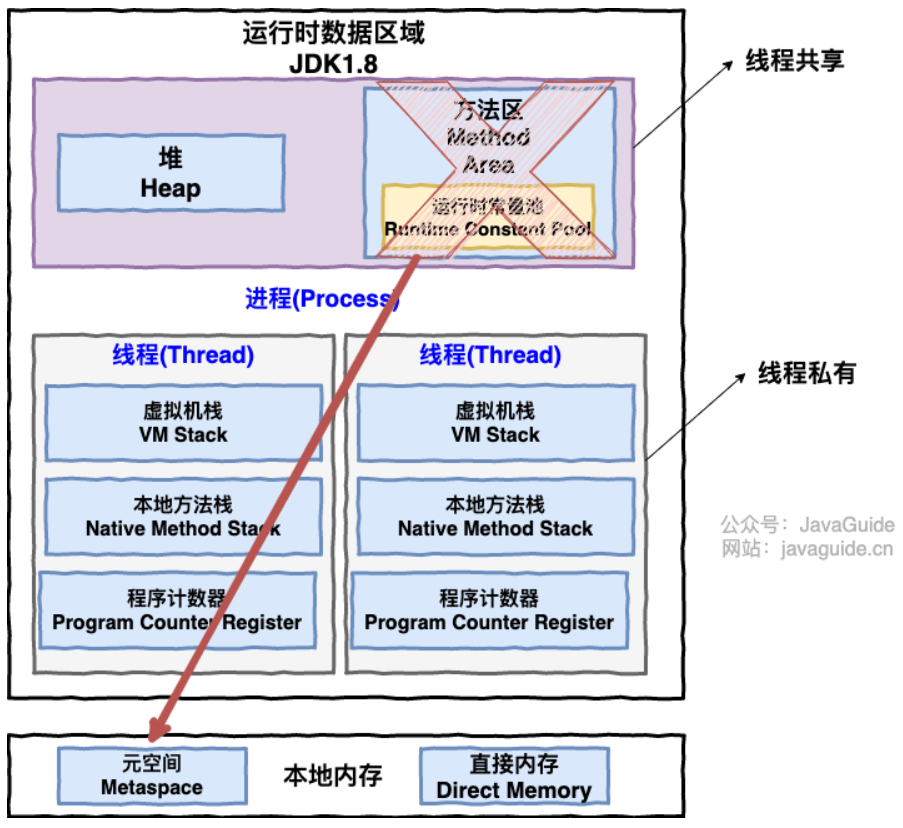 运行时数据区域
JDK1.8
线程共享
堆
Heap
方法区
Method
Area
运行时常量池
Runtime Constant Pool
进程(Process)
线程(Thread)
虚拟机栈
VM Stack
本地方法栈
Native Method Stack
程序计数器
Program Counter Register
线程(Thread)
虚拟机栈
VM Stack
本地方法栈
Native Method Stack
程序计数器
Program Counter Register
线程私有
公众号：JavaGuide
网站：javaguide.cn
元空间
Metaspace
本地内存
直接内存
Direct Memory